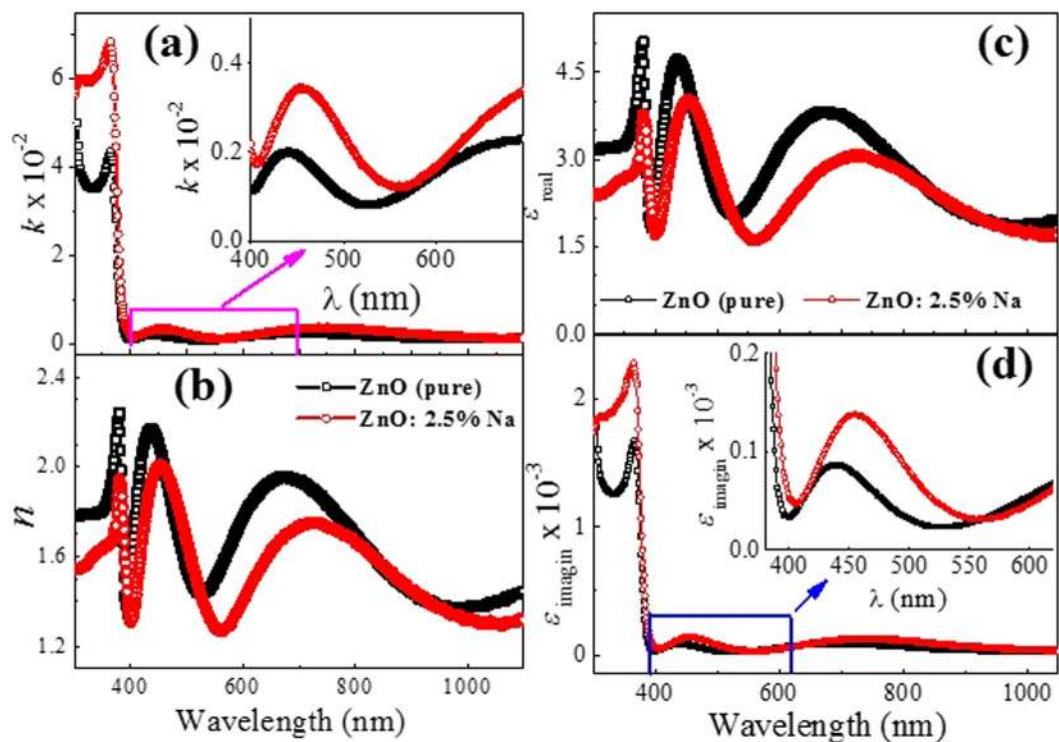 (a)
k x 10⁻²
6
4
2
0
k x 10⁻²
0.4
0.2
0.0
400 500 600
λ (nm)
(b)
ZnO (pure)
ZnO: 2.5% Na
n
2.4
2.0
1.6
1.2
400 600 800 1000
Wavelength (nm)
(c)
ε real
4.5
3.0
1.5
0.0
ZnO (pure) ZnO: 2.5% Na
(d)
ε imagin x 10⁻³
2
1
0
ε imagin x 10⁻³
0.2
0.1
0.0
400 450 500 550 600
λ (nm)
400 600 800 1000
Wavelength (nm)